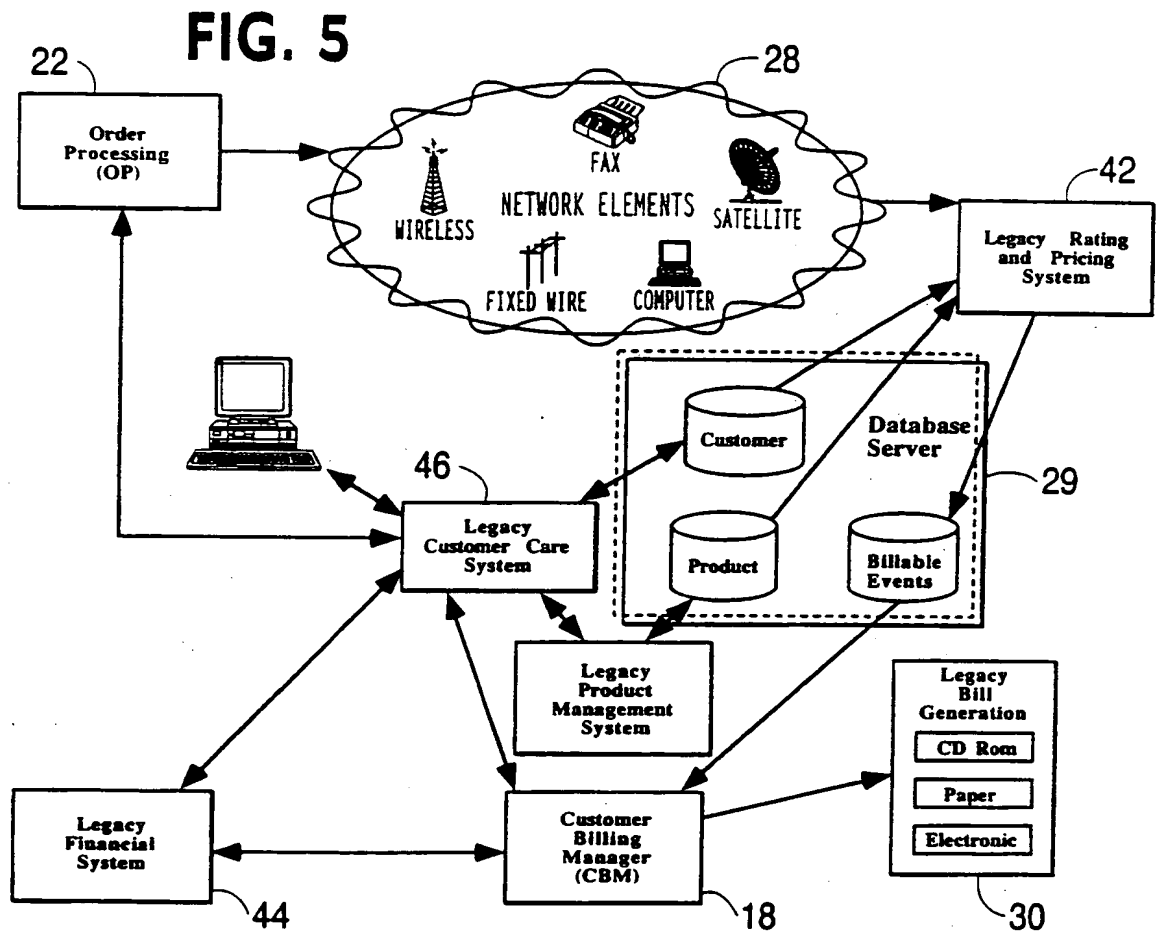 FIG. 5
22
Order
Processing
(OP)
28
FAX
WIRELESS
NETWORK ELEMENTS
SATELLITE
FIXED WIRE
COMPUTER
42
Legacy Rating
and Pricing
System
Customer
Database
Server
29
46
Legacy
Customer Care
System
Product
Billable
Events
Legacy
Product
Management
System
Legacy
Bill
Generation
CD Rom
Paper
Electronic
30
Legacy
Financial
System
44
Customer
Billing
Manager
(CBM)
18